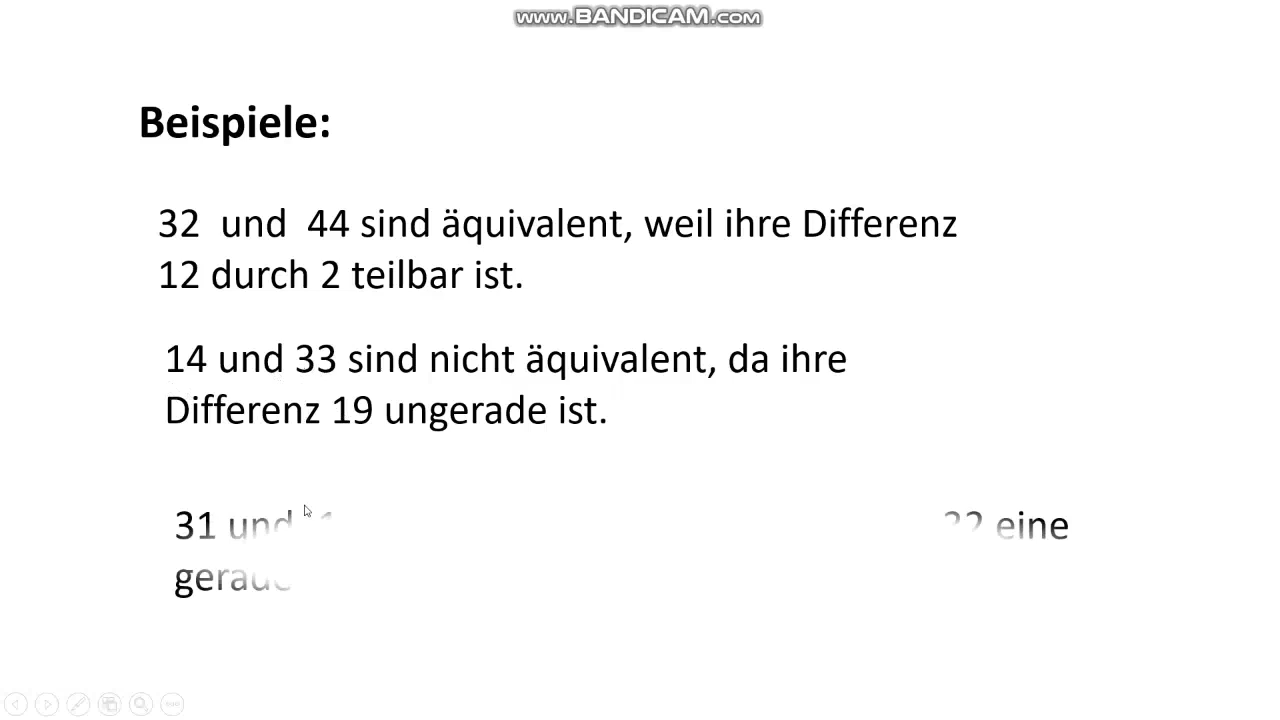 www.BANDICAM.com
Beispiele:
32 und 44 sind äquivalent, weil ihre Differenz
12 durch 2 teilbar ist.
14 und 33 sind nicht äquivalent, da ihre
Differenz 19 ungerade ist.
31 und eine